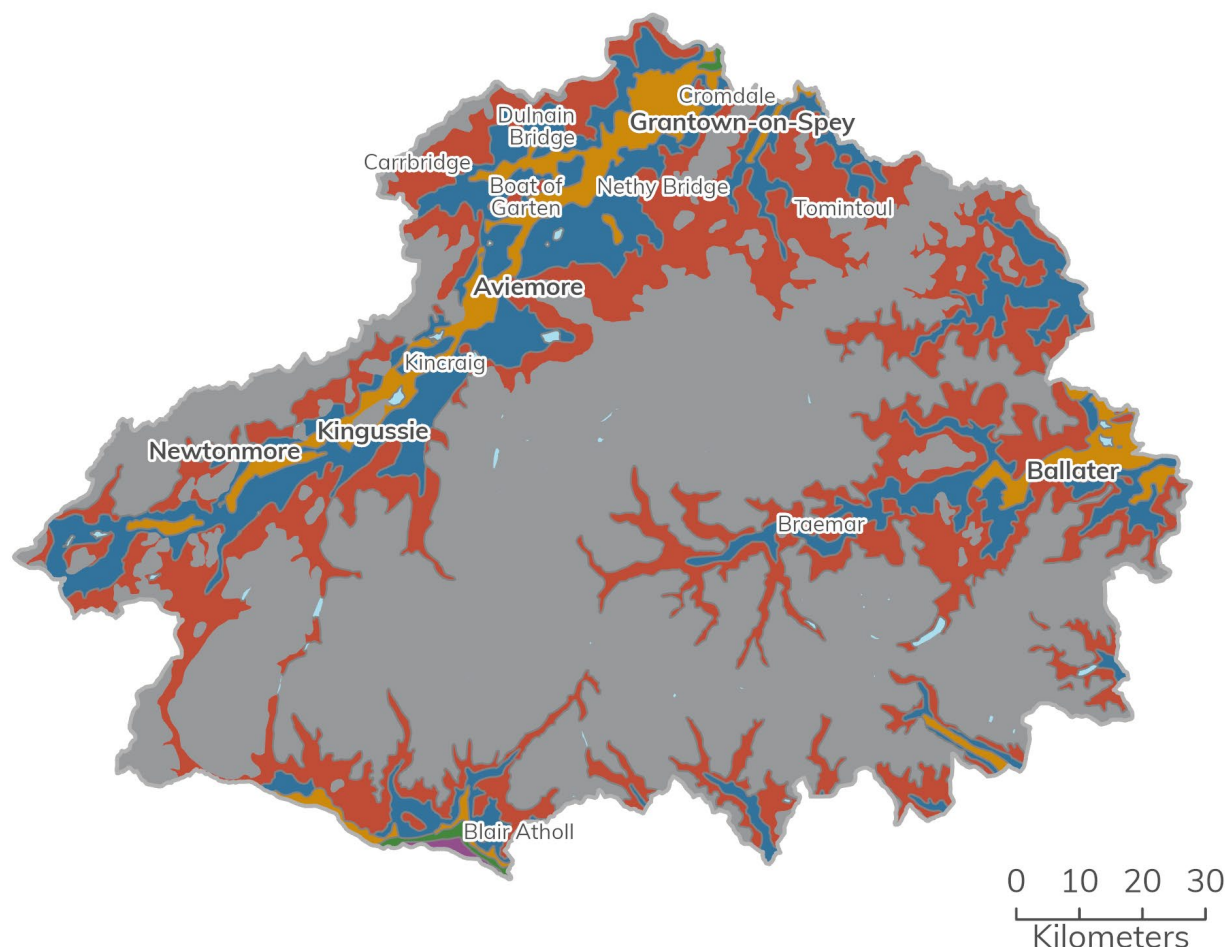 Cromdale
Grantown-on-Spey
Dulnain
Bridge
Carrbridge
Boat of
Garten
Nethy Bridge
Tomintoul
Aviemore
Kincraig
Kingussie
Newtonmore
Ballater
Braemar
Blair Atholl
0 10 20 30
Kilometers